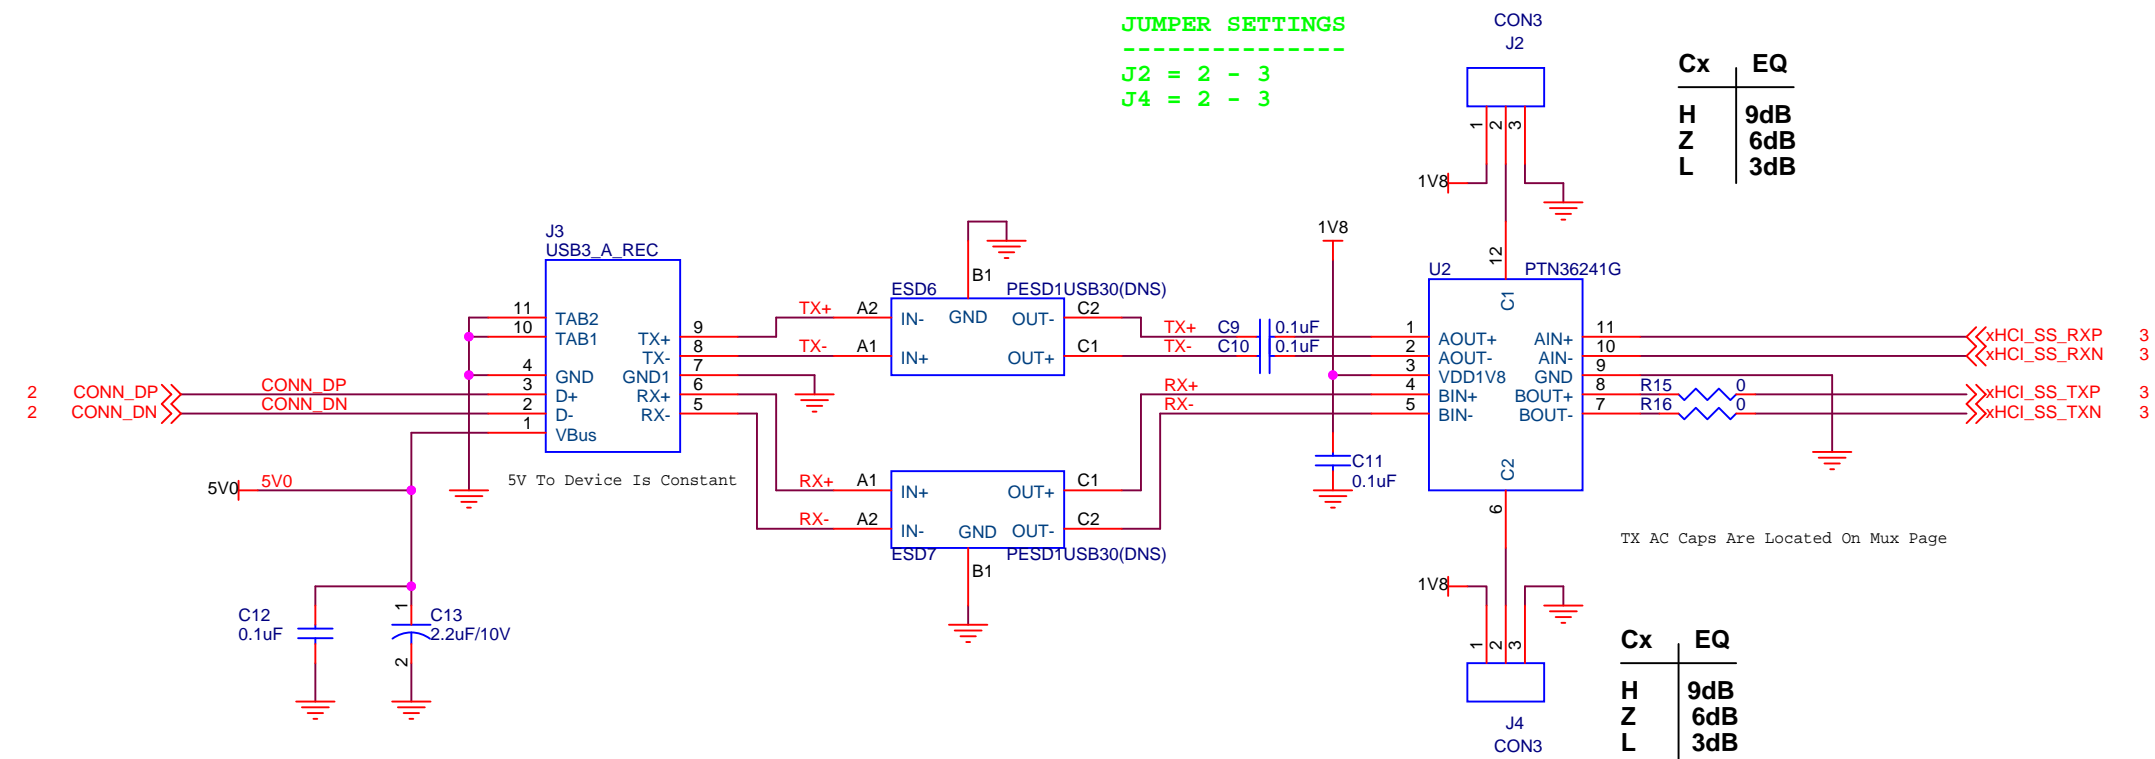 JUMPER SETTINGS
---------------
J2 = 2 - 3
J4 = 2 - 3
CON3
J2
1
2
3
1V8
Cx EQ
H 9dB
Z 6dB
L 3dB
J3
USB3_A_REC
11 TAB2
10 TAB1
4 GND
3 D+
2 D-
1 VBus
TX+ 9
TX- 8
GND1 7
RX+ 6
RX- 5
2 CONN_DP CONN_DP
2 CONN_DN CONN_DN
5V0 5V0
5V To Device Is Constant
C12
0.1uF
1
C13
2.2uF/10V
2
B1
ESD6 PESD1USB30(DNS)
TX+ A2 IN- GND OUT- C2
TX- A1 IN+ OUT+ C1
RX+ A1 IN+ OUT+ C1
RX- A2 IN- GND OUT- C2
ESD7 PESD1USB30(DNS)
B1
TX+ C9 0.1uF
TX- C10 0.1uF
RX+
RX-
1V8
C11
0.1uF
U2 PTN36241G
12
C1
1 AOUT+ AIN+ 11
2 AOUT- AIN- 10
3 VDD1V8 GND 9
4 BIN+ BOUT+ 8
5 BIN- BOUT- 7
C2
6
R15 0
R16 0
xHCI_SS_RXP 3
xHCI_SS_RXN 3
xHCI_SS_TXP 3
xHCI_SS_TXN 3
TX AC Caps Are Located On Mux Page
1V8
1
2
3
J4
CON3
Cx EQ
H 9dB
Z 6dB
L 3dB